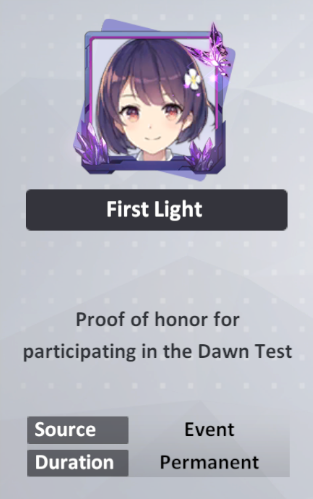 First Light
Proof of honor for
participating in the Dawn Test
Source Event
Duration Permanent